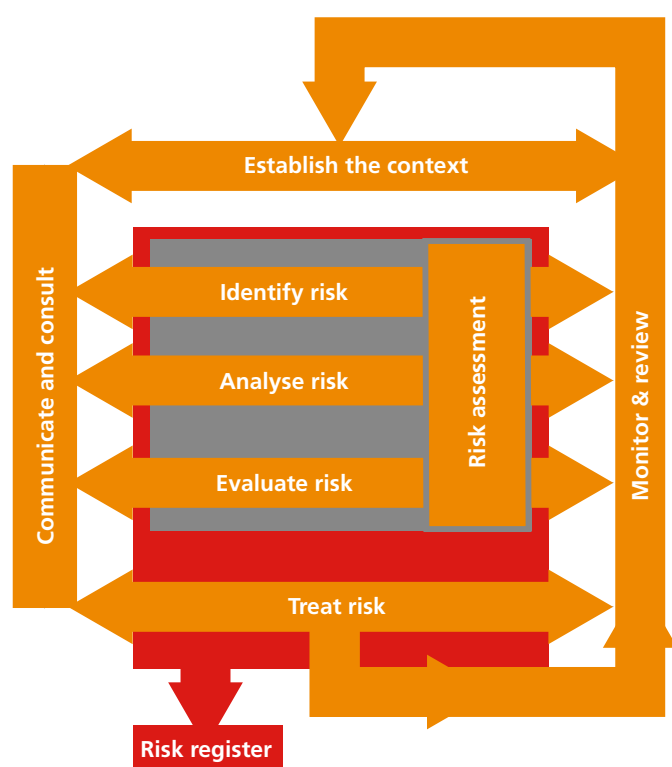 Establish the context
Communicate and consult
Identify risk
Analyse risk
Evaluate risk
Risk assessment
Monitor & review
Treat risk
Risk register